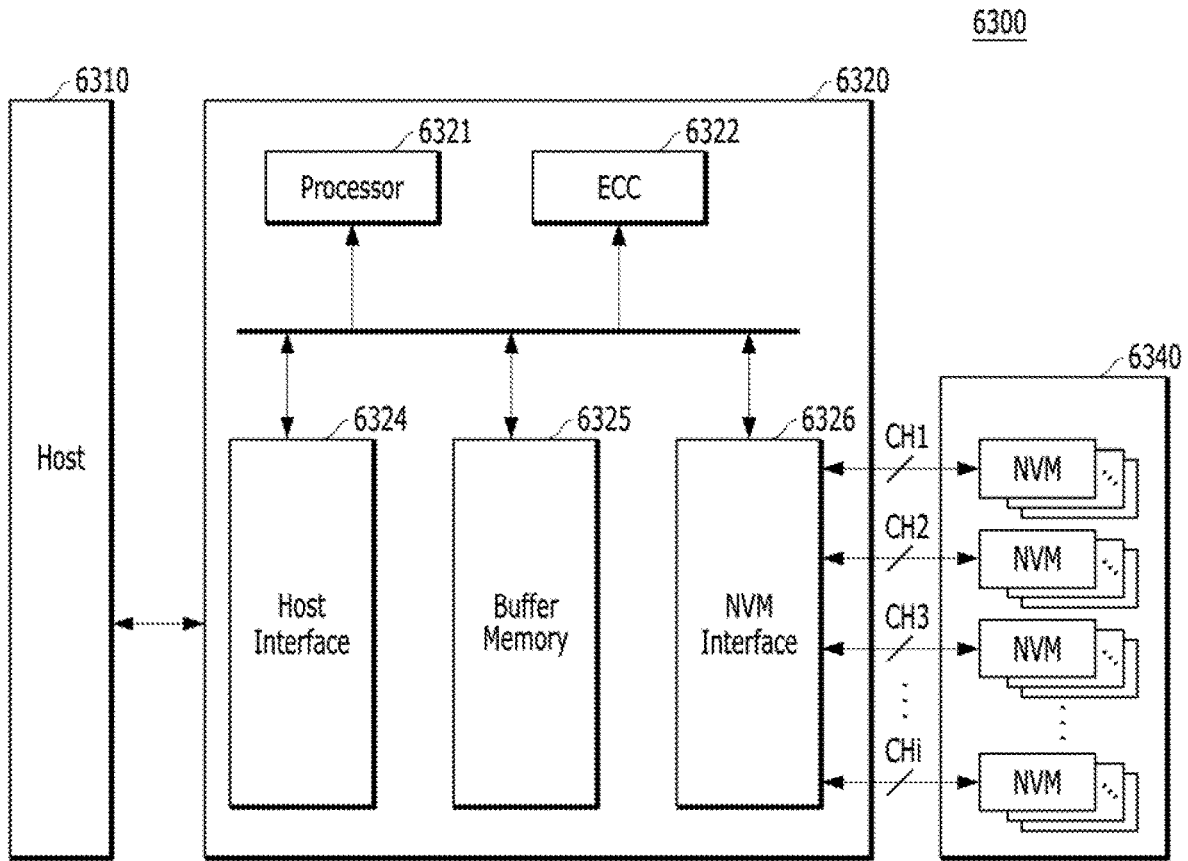 6300
6310
6320
6321
6322
Processor
ECC
6340
6324
6325
6326
CH1
Host
NVM
CH2
NVM
Host
Interface
Buffer
Memory
NVM
Interface
CH3
NVM
CHi
NVM